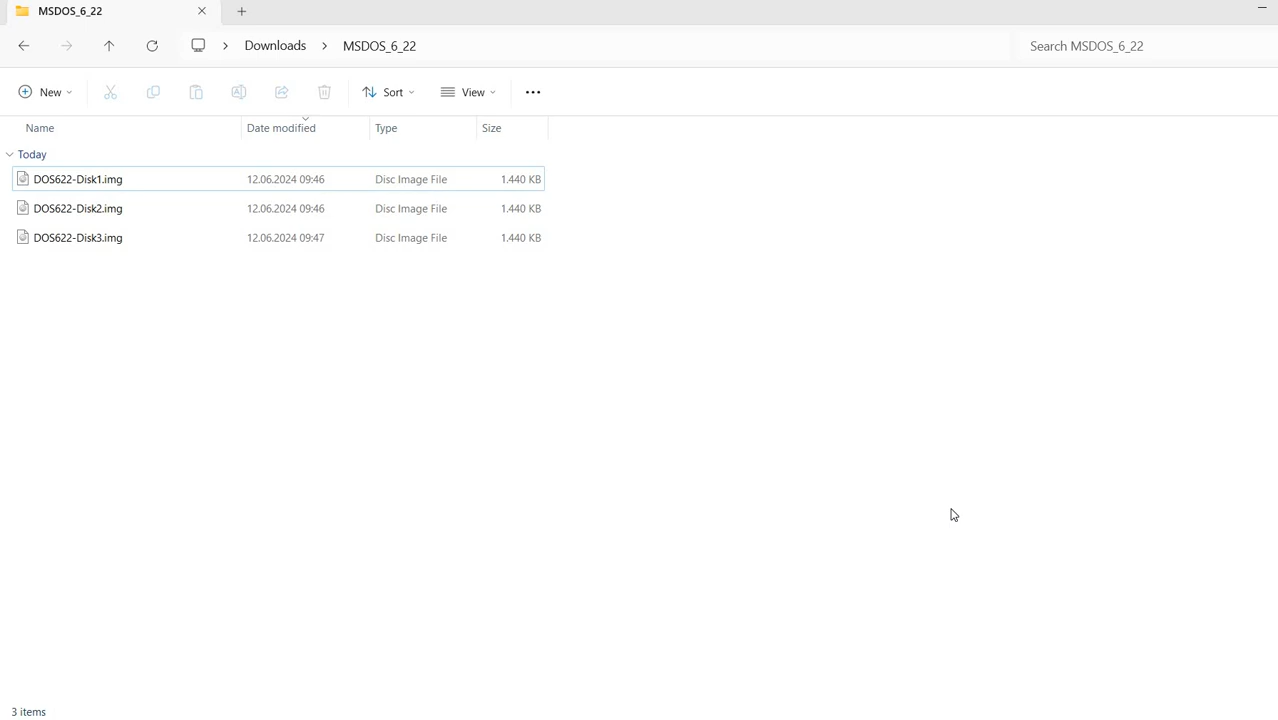 MSDOS_6_22
Downloads > MSDOS_6_22
Search MSDOS_6_22
New
Sort
View
Name Date modified Type Size
Today
DOS622-Disk1.img 12.06.2024 09:46 Disc Image File 1.440 KB
DOS622-Disk2.img 12.06.2024 09:46 Disc Image File 1.440 KB
DOS622-Disk3.img 12.06.2024 09:47 Disc Image File 1.440 KB
3 items